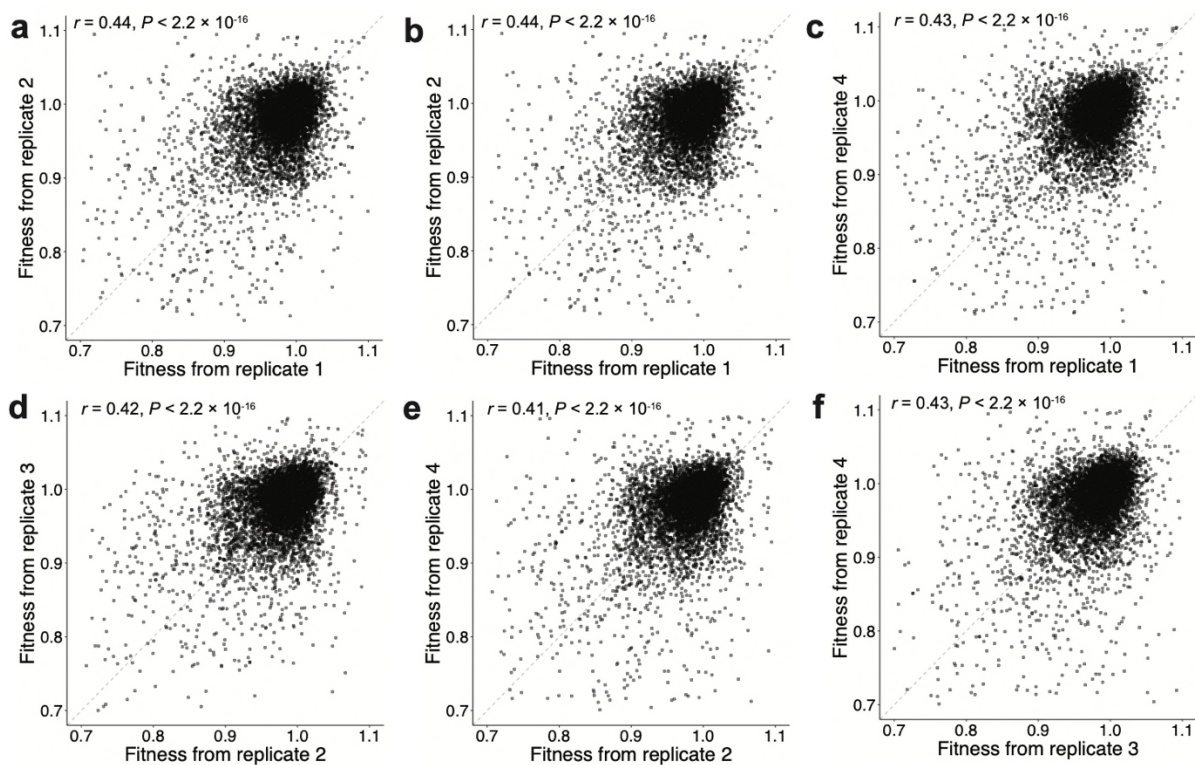 a
r = 0.44, P < 2.2 × 10-16
Fitness from replicate 2
1.1
1.0
0.9
0.8
0.7
0.7 0.8 0.9 1.0 1.1
Fitness from replicate 1
b
r = 0.44, P < 2.2 × 10-16
Fitness from replicate 2
1.1
1.0
0.9
0.8
0.7
0.7 0.8 0.9 1.0 1.1
Fitness from replicate 1
c
r = 0.43, P < 2.2 × 10-16
Fitness from replicate 4
1.1
1.0
0.9
0.8
0.7
0.7 0.8 0.9 1.0 1.1
Fitness from replicate 1
d
r = 0.42, P < 2.2 × 10-16
Fitness from replicate 3
1.1
1.0
0.9
0.8
0.7
0.7 0.8 0.9 1.0 1.1
Fitness from replicate 2
e
r = 0.41, P < 2.2 × 10-16
Fitness from replicate 4
1.1
1.0
0.9
0.8
0.7
0.7 0.8 0.9 1.0 1.1
Fitness from replicate 2
f
r = 0.43, P < 2.2 × 10-16
Fitness from replicate 4
1.1
1.0
0.9
0.8
0.7
0.7 0.8 0.9 1.0 1.1
Fitness from replicate 3